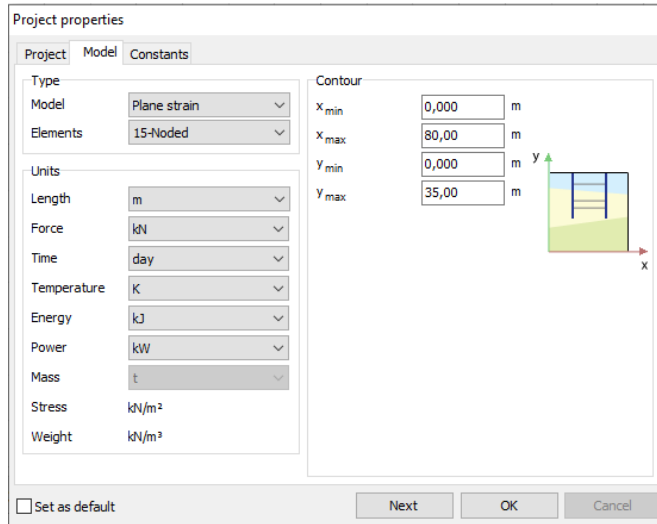 Project properties
Project Model Constants
Type
Model Plane strain
Elements 15-Noded
Units
Length m
Force kN
Time day
Temperature K
Energy kJ
Power kW
Mass t
Stress kN/m²
Weight kN/m³
Contour
x min 0,000 m
x max 80,00 m
y min 0,000 m
y max 35,00 m
y
x
Set as default
Next OK Cancel